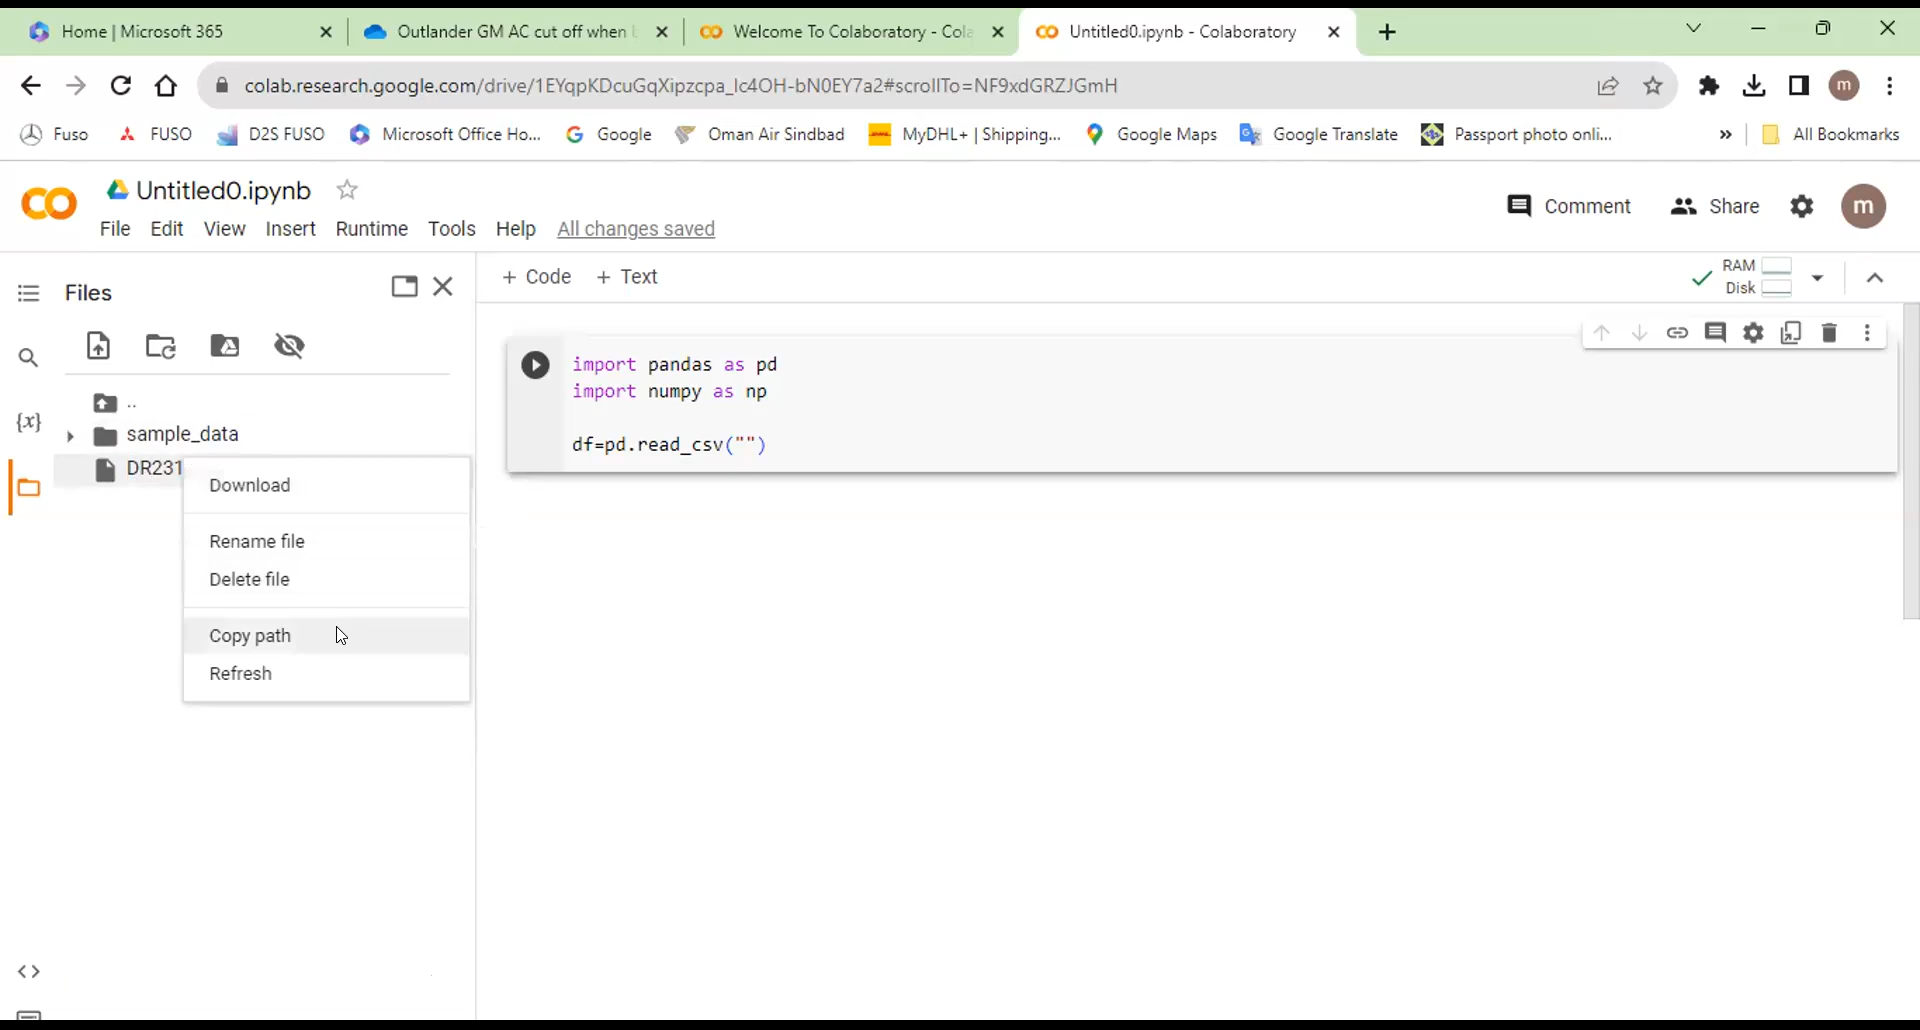 Home | Microsoft 365
Outlander GM AC cut off when
Welcome To Colaboratory - Cola
Untitled0.ipynb - Colaboratory
colab.research.google.com/drive/1EYqpKDcuGqXipzcpa_lc4OH-bN0EY7a2#scrollTo=NF9xdGRZJGmH
m
Fuso
FUSO
D2S FUSO
Microsoft Office Ho...
Google
Oman Air Sindbad
MyDHL+ | Shipping...
Google Maps
Google Translate
Passport photo onli...
»
All Bookmarks
CO
Untitled0.ipynb
File Edit View Insert Runtime Tools Help All changes saved
Comment
Share
m
Files
+ Code + Text
RAM
Disk
{x}
..
sample_data
DR231
Download
Rename file
Delete file
Copy path
Refresh
import pandas as pd
import numpy as np
df=pd.read_csv("")
<>